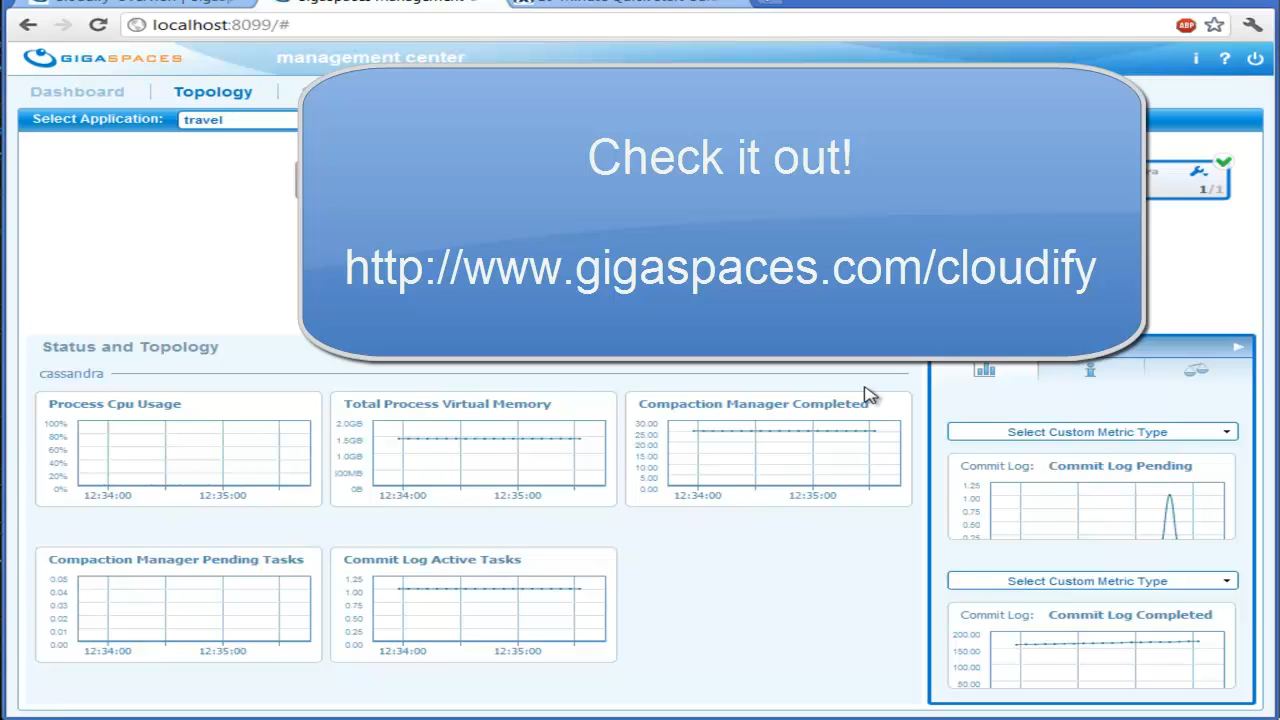 localhost:8099/#
ABP
GIGASPACES
management center
i ?
Dashboard
Topology
Select Application:
travel
Check it out!
http://www.gigaspaces.com/cloudify
1/1
Status and Topology
cassandra
Process Cpu Usage
100%
80%
60%
40%
20%
0%
12:34:00
12:35:00
Total Process Virtual Memory
2.0GB
1.5GB
1.0GB
500MB
0B
12:34:00
12:35:00
Compaction Manager Completed
30.00
25.00
20.00
15.00
10.00
5.00
0.00
12:34:00
12:35:00
Compaction Manager Pending Tasks
0.05
0.04
0.03
0.02
0.01
0.00
12:34:00
12:35:00
Commit Log Active Tasks
1.25
1.00
0.75
0.50
0.25
0.00
12:34:00
12:35:00
Select Custom Metric Type
Commit Log: Commit Log Pending
1.25
1.00
0.75
0.50
0.25
Select Custom Metric Type
Commit Log: Commit Log Completed
200.00
150.00
100.00
50.00